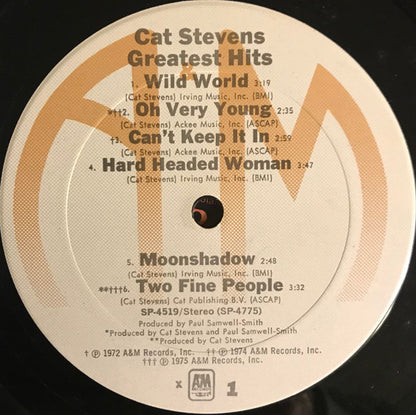 Cat Stevens
Greatest Hits
1. Wild World 3:19
(Cat Stevens) Irving Music, Inc. (BMI)
*††2. Oh Very Young 2:35
(Cat Stevens) Ackee Music, Inc. (ASCAP)
†3. Can't Keep It In 2:59
(Cat Stevens) Ackee Music, Inc. (ASCAP)
4. Hard Headed Woman 3:47
(Cat Stevens) Irving Music, Inc. (BMI)
5. Moonshadow 2:48
(Cat Stevens) Irving Music, Inc. (BMI)
**†††6. Two Fine People 3:32
(Cat Stevens) Cat Publishing B.V. (ASCAP)
SP-4519/Stereo (SP-4775)
Produced by Paul Samwell-Smith
*Produced by Cat Stevens and Paul Samwell-Smith
**Produced by Cat Stevens
† ℗ 1972 A&M Records, Inc. †† ℗ 1974 A&M Records, Inc.
††† ℗ 1975 A&M Records, Inc.
x A&M 1